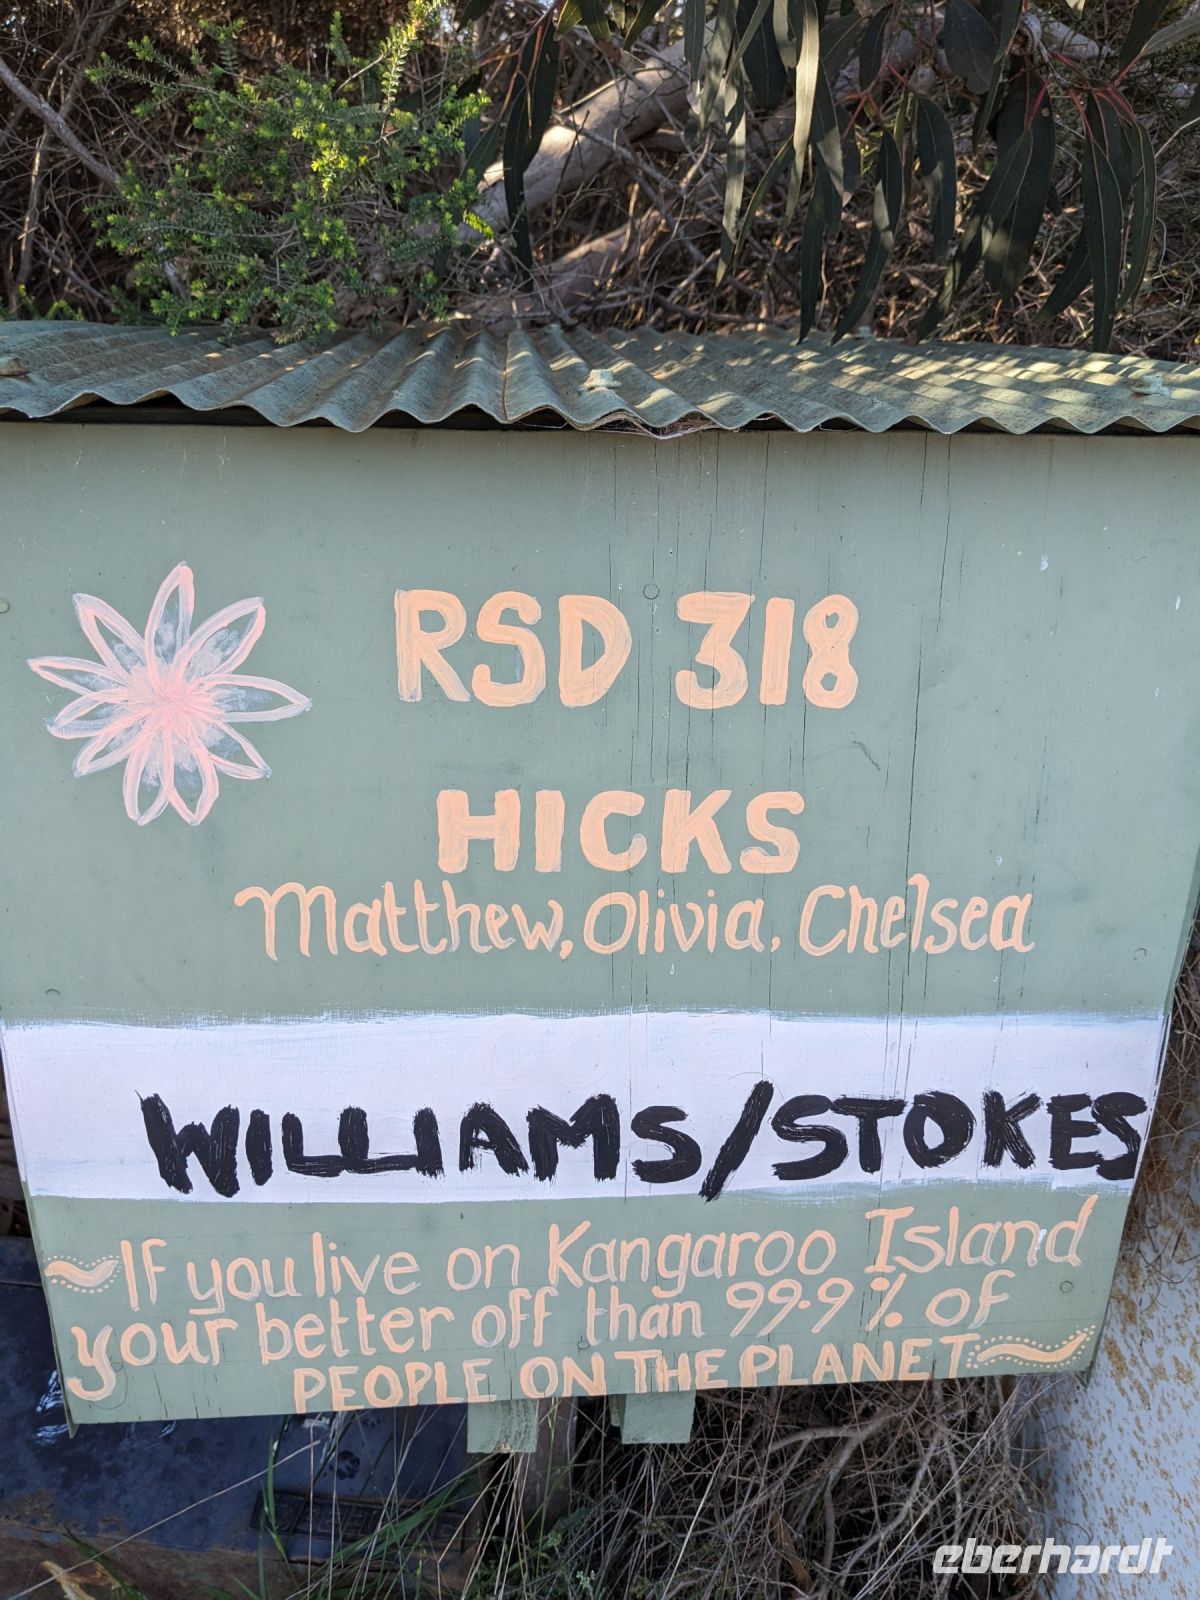 RSD 318
HICKS
Matthew, Olivia, Chelsea
WILLIAMS/STOKES
~If you live on Kangaroo Island
your better off than 99.9% of
PEOPLE ON THE PLANET~
eberhardt